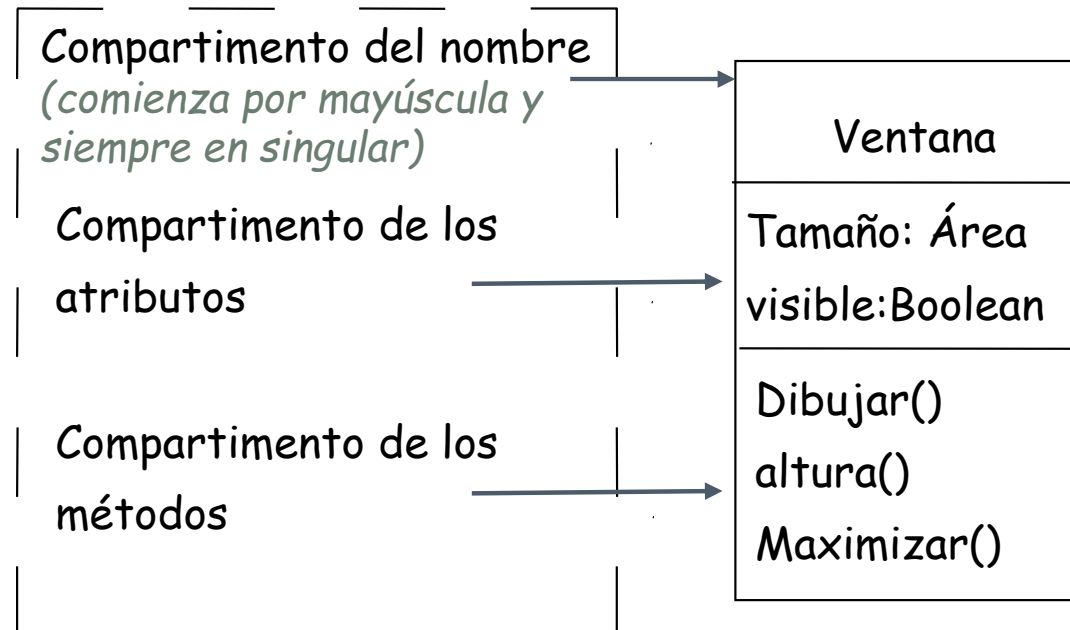 Compartimento del nombre
(comienza por mayúscula y
siempre en singular)
Compartimento de los
atributos
Compartimento de los
métodos
Ventana
Tamaño: Área
visible:Boolean
Dibujar()
altura()
Maximizar()